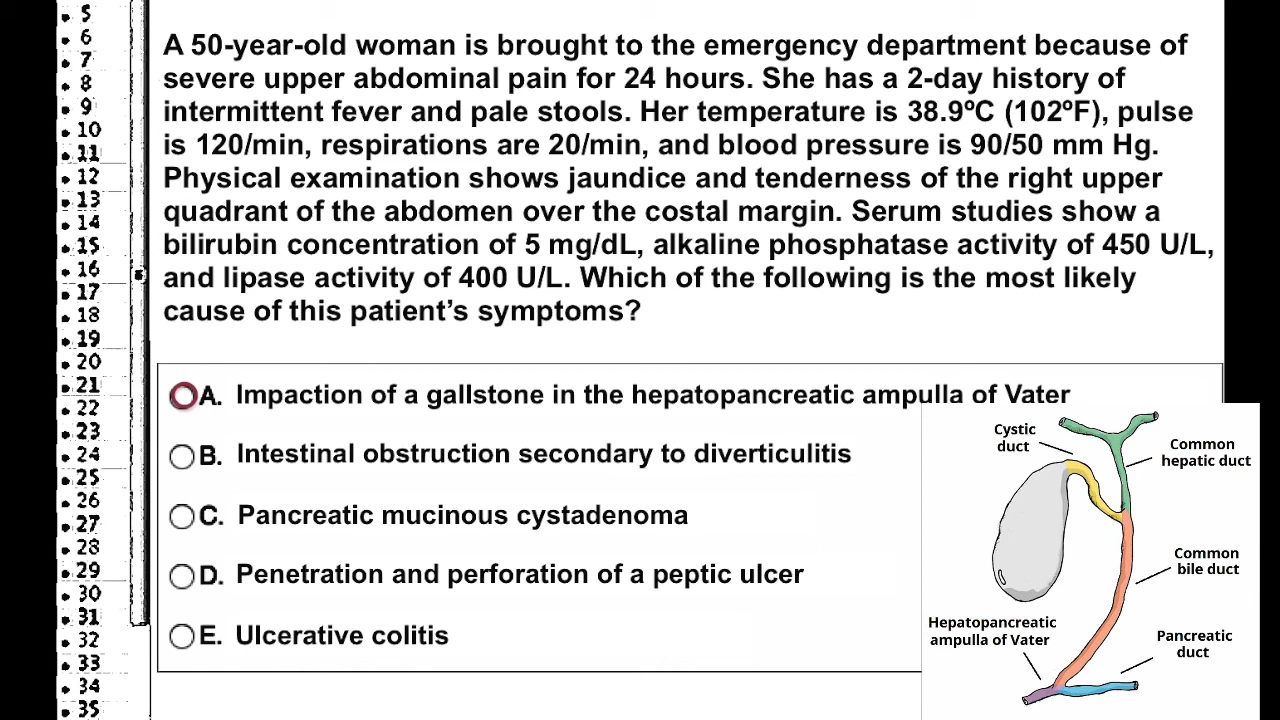 5
6
7
8
9
10
11
12
13
14
15
16
17
18
19
20
21
22
23
24
25
26
27
28
29
30
31
32
33
34
35
A 50-year-old woman is brought to the emergency department because of
severe upper abdominal pain for 24 hours. She has a 2-day history of
intermittent fever and pale stools. Her temperature is 38.9ºC (102ºF), pulse
is 120/min, respirations are 20/min, and blood pressure is 90/50 mm Hg.
Physical examination shows jaundice and tenderness of the right upper
quadrant of the abdomen over the costal margin. Serum studies show a
bilirubin concentration of 5 mg/dL, alkaline phosphatase activity of 450 U/L,
and lipase activity of 400 U/L. Which of the following is the most likely
cause of this patient’s symptoms?
A. Impaction of a gallstone in the hepatopancreatic ampulla of Vater
B. Intestinal obstruction secondary to diverticulitis
C. Pancreatic mucinous cystadenoma
D. Penetration and perforation of a peptic ulcer
E. Ulcerative colitis
Cystic
duct
Common
hepatic duct
Common
bile duct
Hepatopancreatic
ampulla of Vater
Pancreatic
duct